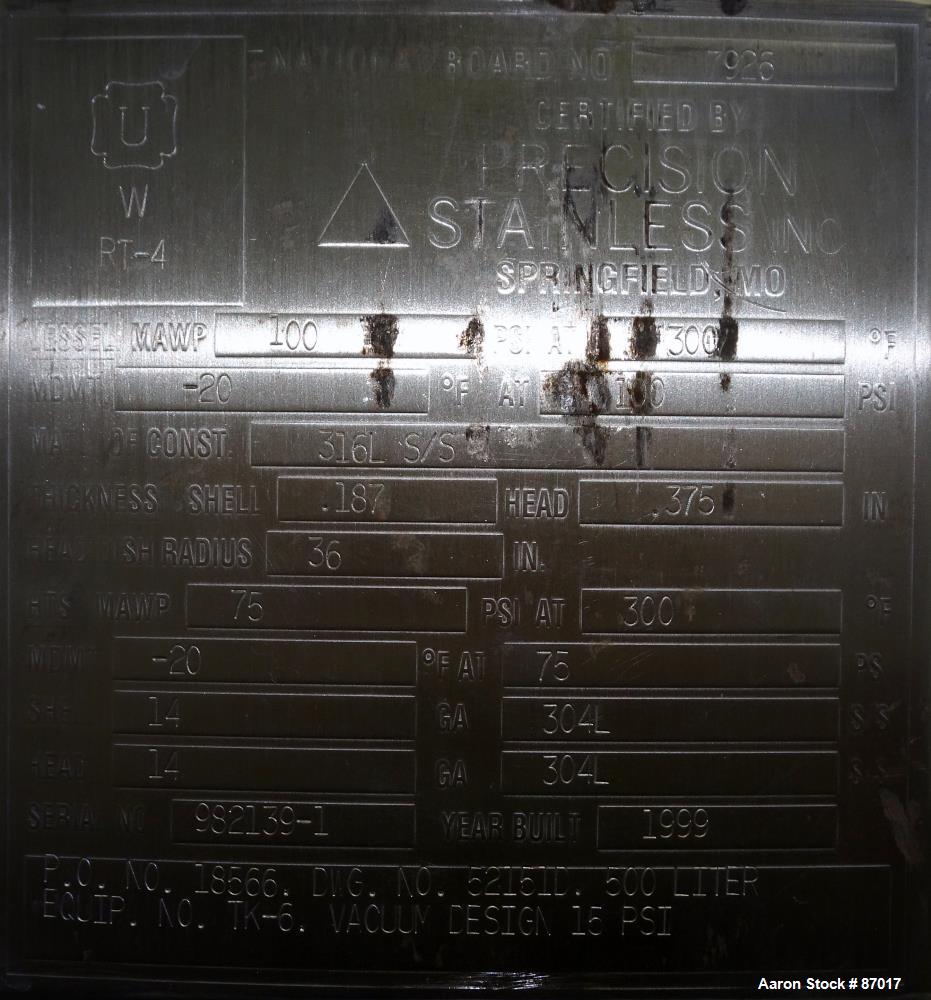 NATIONAL BOARD NO 7926
U
W
RT-4
CERTIFIED BY
PRECISION
STAINLESS INC
SPRINGFIELD, MO
VESSEL MAWP 100 PSI AT 300 °F
MDMT -20 °F AT 100 PSI
MAT'L OF CONST. 316L S/S
THICKNESS SHELL .187 HEAD .375 IN
HEAD DISH RADIUS 36 IN.
HTS MAWP 75 PSI AT 300 °F
MDMT -20 °F AT 75 PSI
SHELL 14 GA 304L S/S
HEAD 14 GA 304L S/S
SERIAL NO 982139-1 YEAR BUILT 1999
P.O. NO. 18566. DWG. NO. 52151D. 500 LITER
EQUIP. NO. TK-6. VACUUM DESIGN 15 PSI
Aaron Stock # 87017